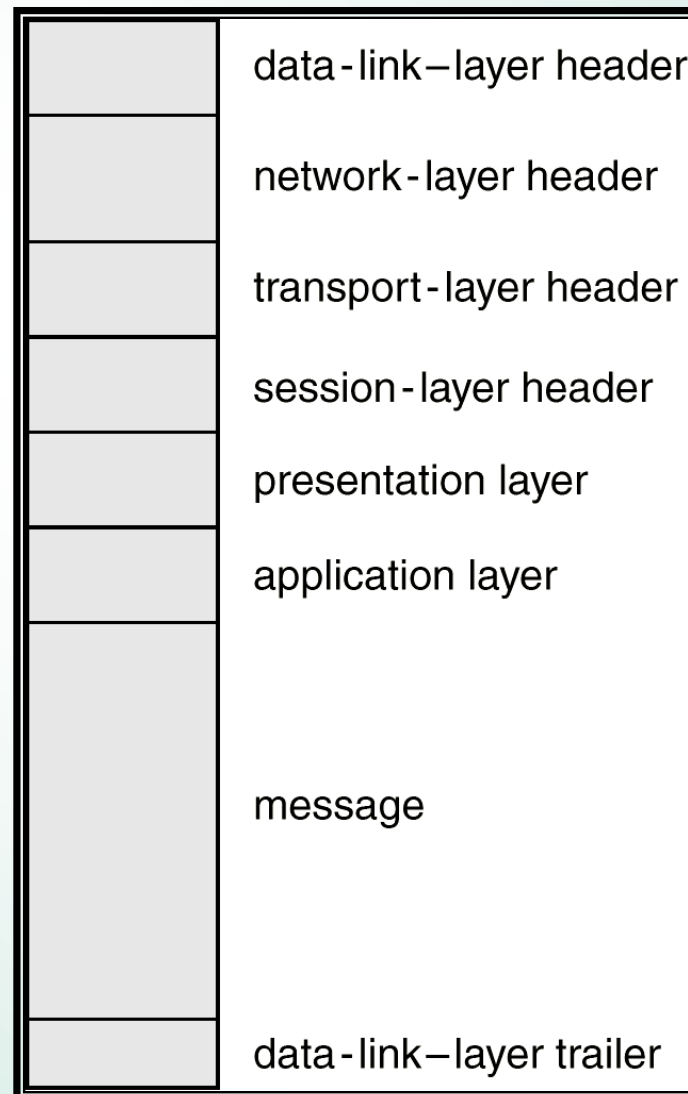 data-link–layer header
network-layer header
transport-layer header
session-layer header
presentation layer
application layer
message
data-link–layer trailer